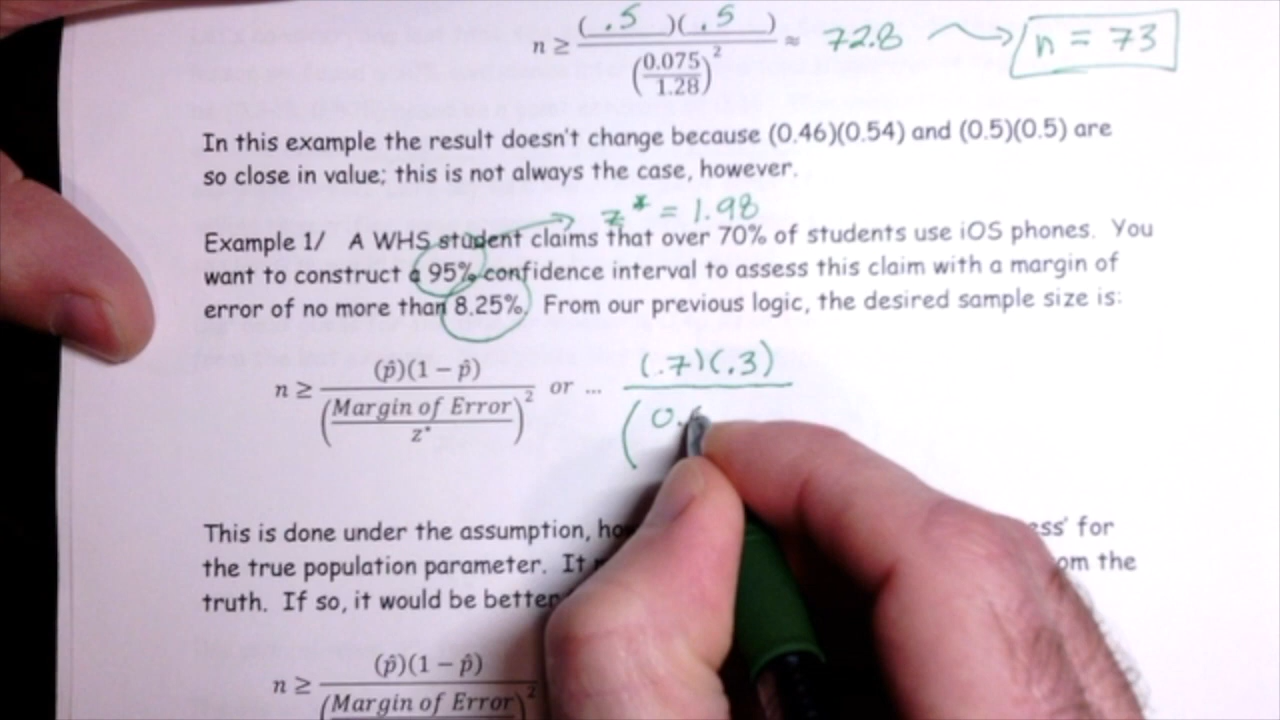 n ≥ (.5)(.5) / (0.075/1.28)² ≈ 72.8 → n = 73
In this example the result doesn't change because (0.46)(0.54) and (0.5)(0.5) are
so close in value; this is not always the case, however.
z* = 1.98
Example 1/ A WHS student claims that over 70% of students use iOS phones. You
want to construct a 95% confidence interval to assess this claim with a margin of
error of no more than 8.25%. From our previous logic, the desired sample size is:
n ≥ (p̂)(1 − p̂) / (Margin of Error / z*)² or ... (.7)(.3) / (0.
This is done under the assumption, for
the true population parameter. It the
truth. If so, it would be better
n ≥ (p̂)(1 − p̂) / (Margin of Error)²